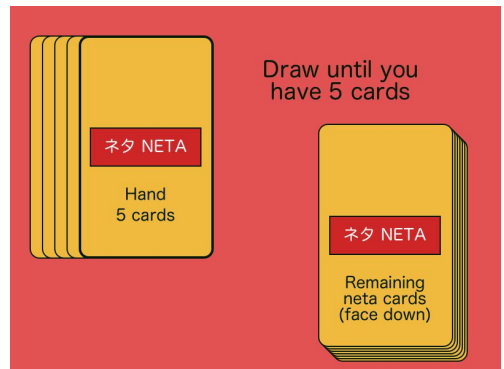 Draw until you
have 5 cards
ネタ NETA
Hand
5 cards
ネタ NETA
Remaining
neta cards
(face down)